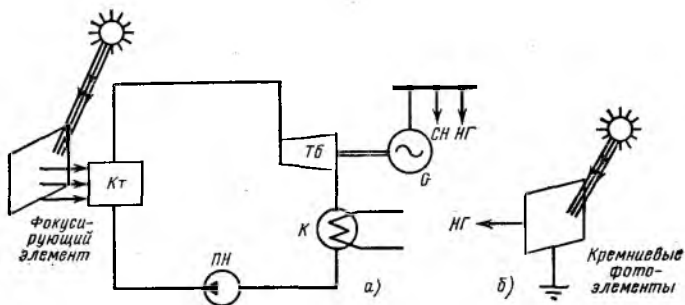 Кт
Фокуси-
рующий
элемент
ПН
Тб
К
СН НГ
G
а)
НГ
б)
Кремниевые
фото-
элементы